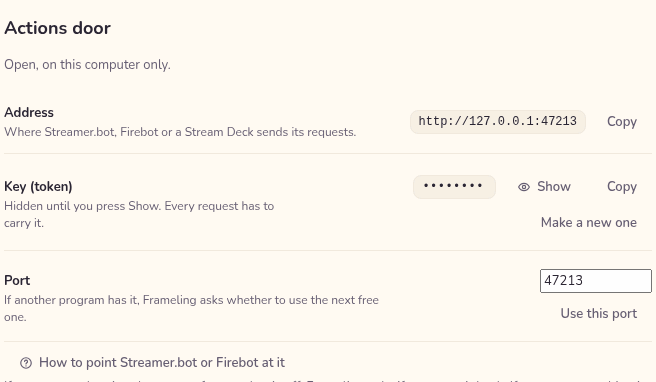 Actions door
Open, on this computer only.
Address
Where Streamer.bot, Firebot or a Stream Deck sends its requests.
http://127.0.0.1:47213
Copy
Key (token)
Hidden until you press Show. Every request has to
carry it.
••••••••
Show
Copy
Make a new one
Port
If another program has it, Frameling asks whether to use the next free
one.
47213
Use this port
How to point Streamer.bot or Firebot at it